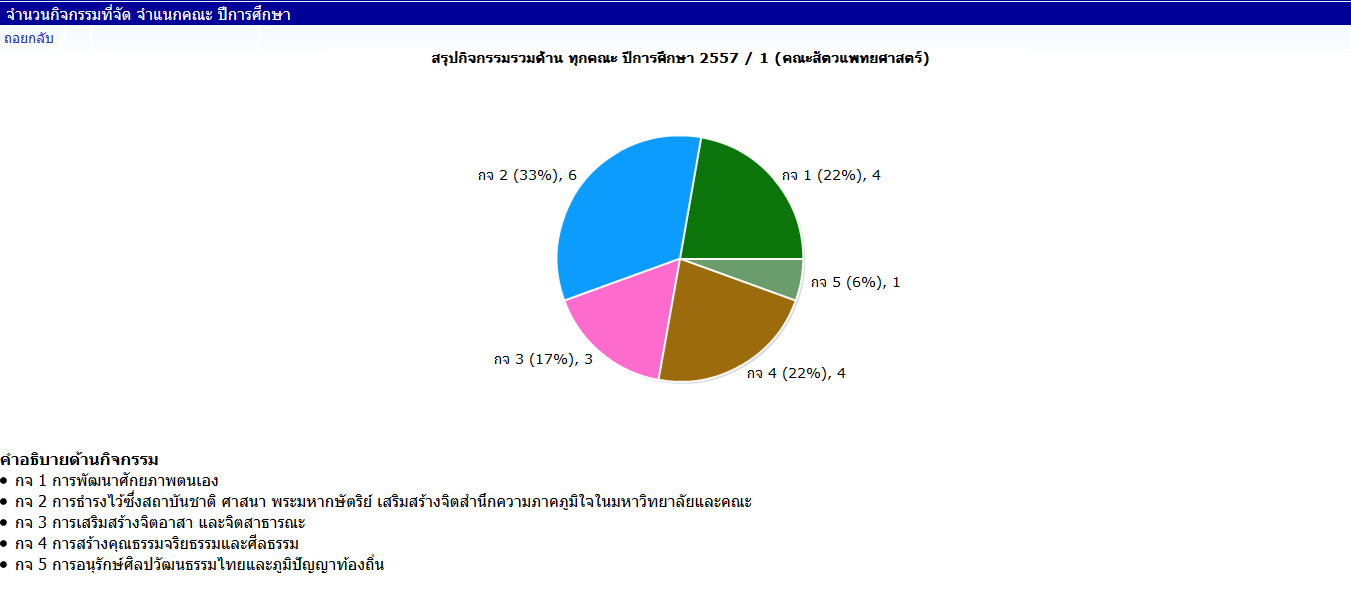 จำนวนกิจกรรมที่จัด จำแนกคณะ ปีการศึกษา
ถอยกลับ
สรุปกิจกรรมรวมด้าน ทุกคณะ ปีการศึกษา 2557 / 1 (คณะสัตวแพทยศาสตร์)
กจ 2 (33%), 6
กจ 1 (22%), 4
กจ 5 (6%), 1
กจ 3 (17%), 3
กจ 4 (22%), 4
คำอธิบายด้านกิจกรรม
• กจ 1 การพัฒนาศักยภาพตนเอง
• กจ 2 การธำรงไว้ซึ่งสถาบันชาติ ศาสนา พระมหากษัตริย์ เสริมสร้างจิตสำนึกความภาคภูมิใจในมหาวิทยาลัยและคณะ
• กจ 3 การเสริมสร้างจิตอาสา และจิตสาธารณะ
• กจ 4 การสร้างคุณธรรมจริยธรรมและศีลธรรม
• กจ 5 การอนุรักษ์ศิลปวัฒนธรรมไทยและภูมิปัญญาท้องถิ่น